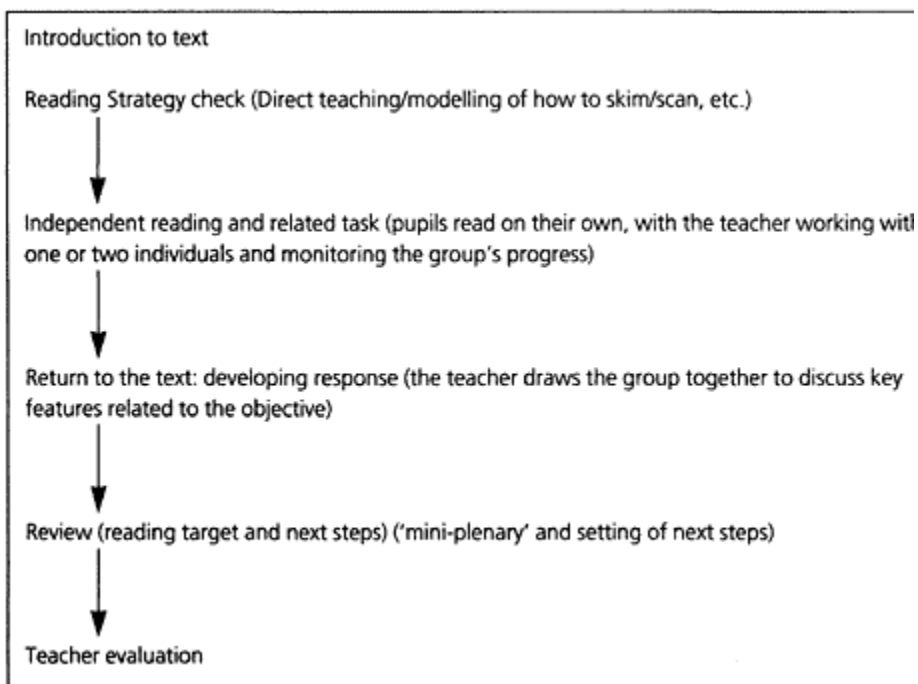 Introduction to text
Reading Strategy check (Direct teaching/modelling of how to skim/scan, etc.)
Independent reading and related task (pupils read on their own, with the teacher working with
one or two individuals and monitoring the group's progress)
Return to the text: developing response (the teacher draws the group together to discuss key
features related to the objective)
Review (reading target and next steps) ('mini-plenary' and setting of next steps)
Teacher evaluation